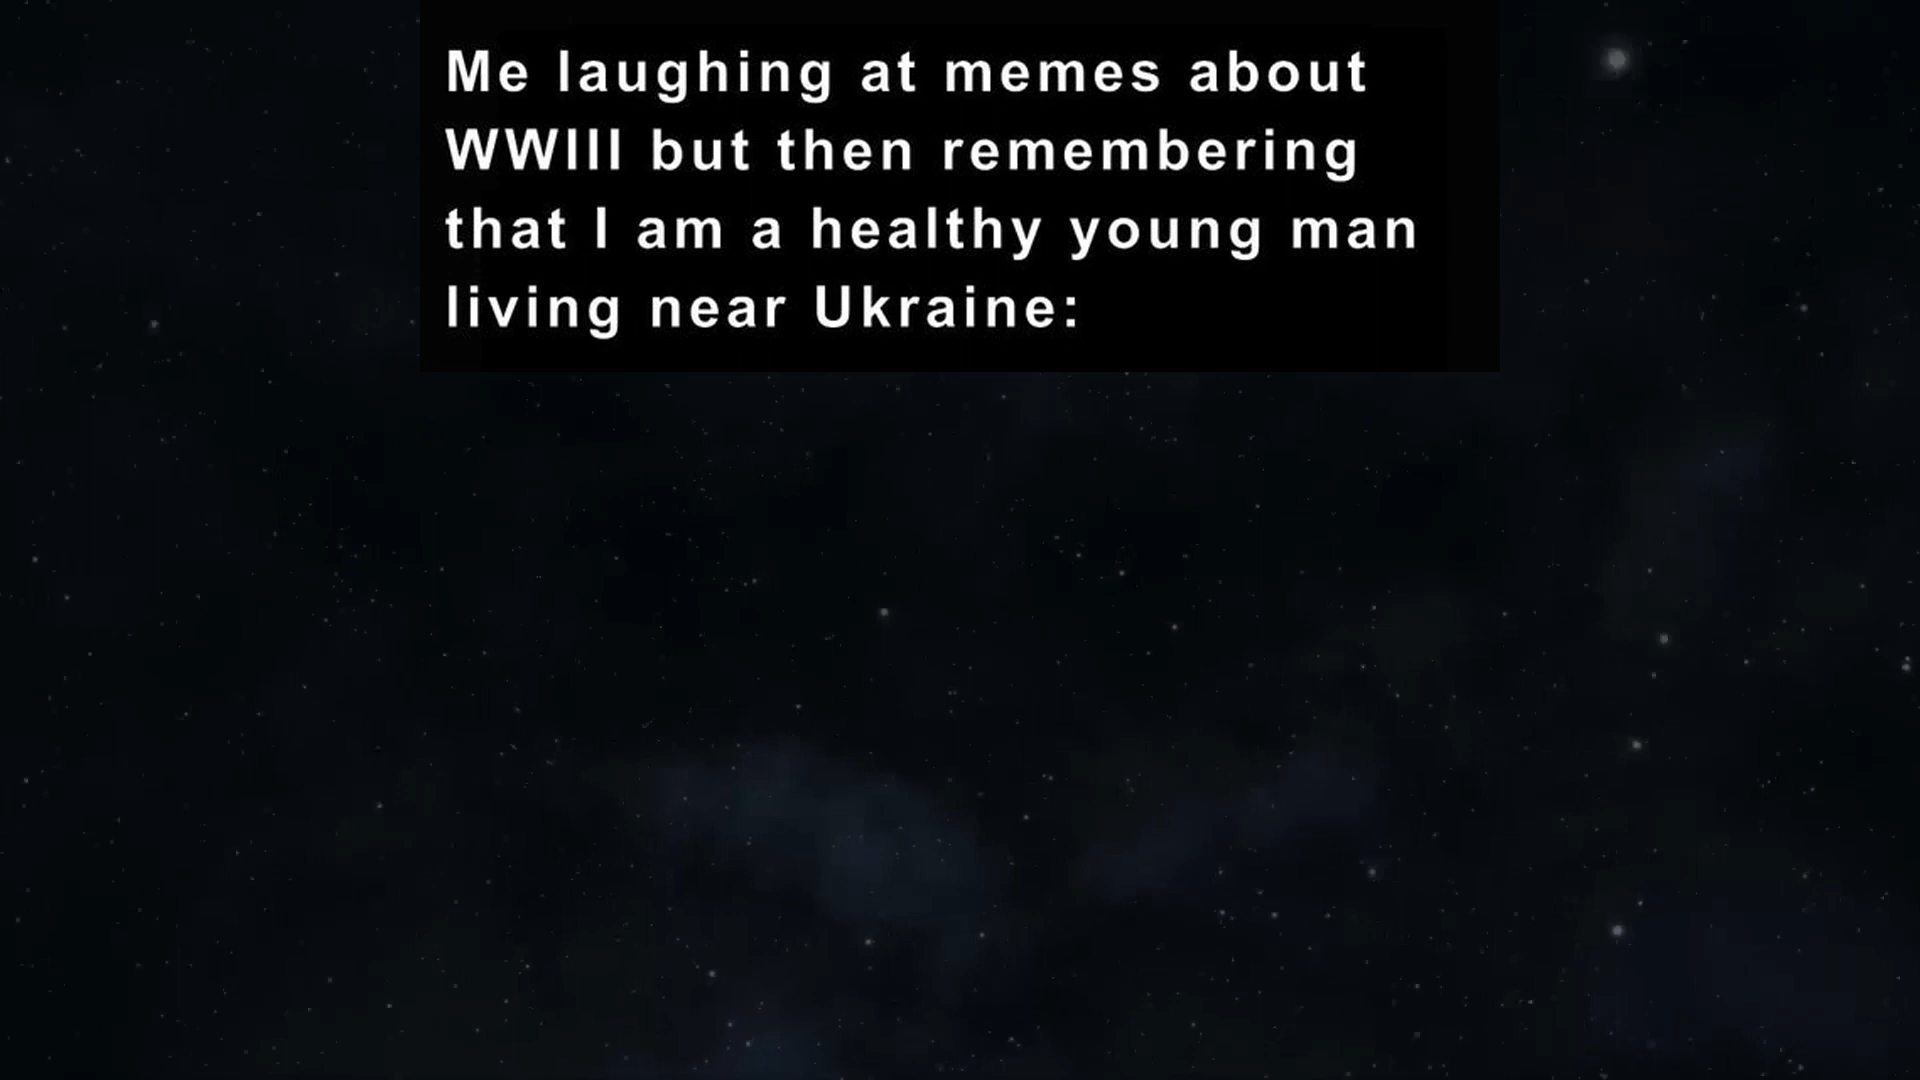 Me laughing at memes about
WWIII but then remembering
that I am a healthy young man
living near Ukraine: